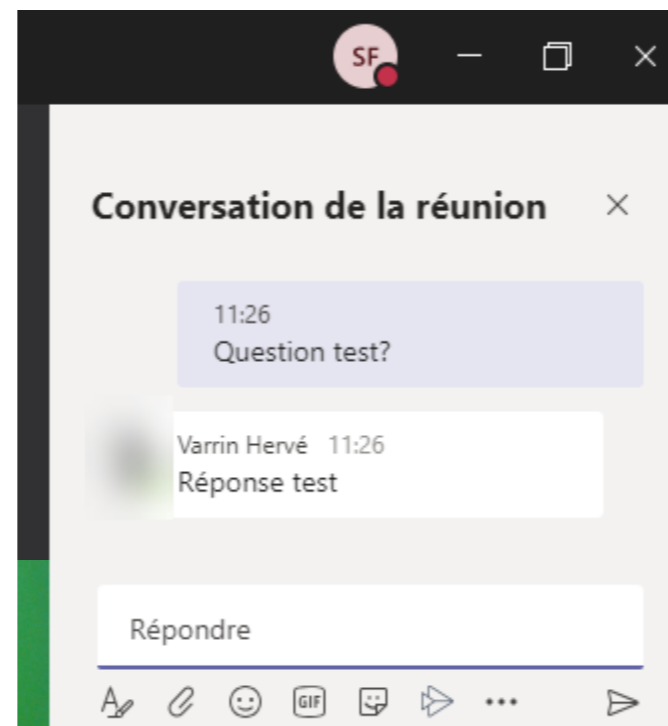 SF
Conversation de la réunion
11:26
Question test?
Varrin Hervé 11:26
Réponse test
Répondre
GIF